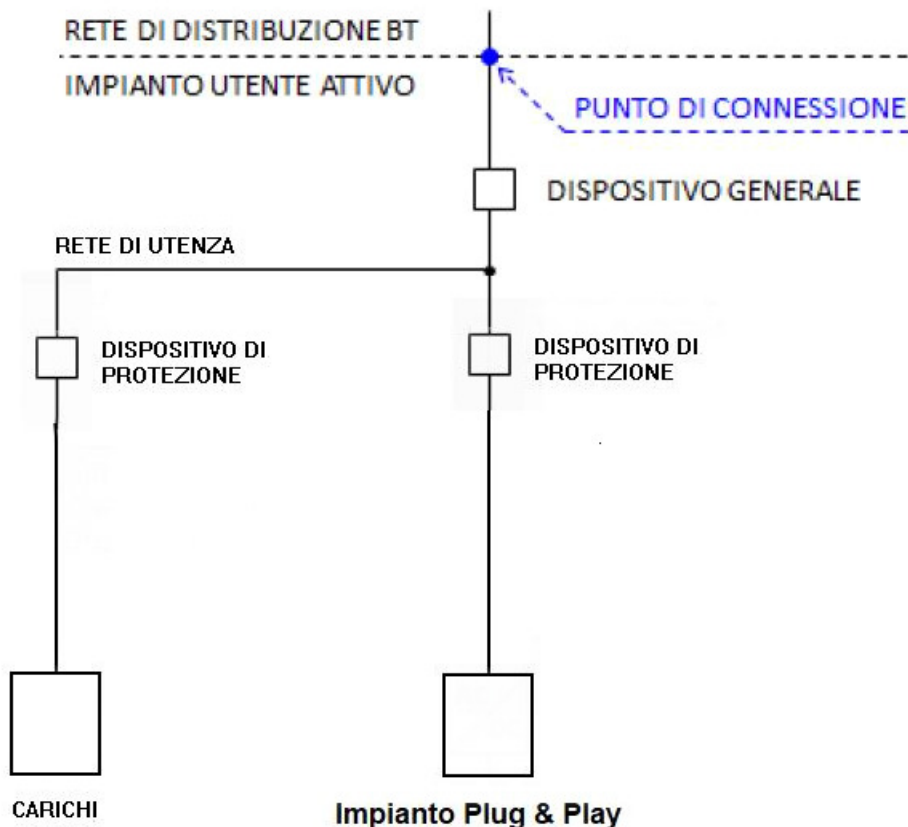 RETE DI DISTRIBUZIONE BT
IMPIANTO UTENTE ATTIVO
PUNTO DI CONNESSIONE
DISPOSITIVO GENERALE
RETE DI UTENZA
DISPOSITIVO DI
PROTEZIONE
DISPOSITIVO DI
PROTEZIONE
CARICHI
Impianto Plug & Play